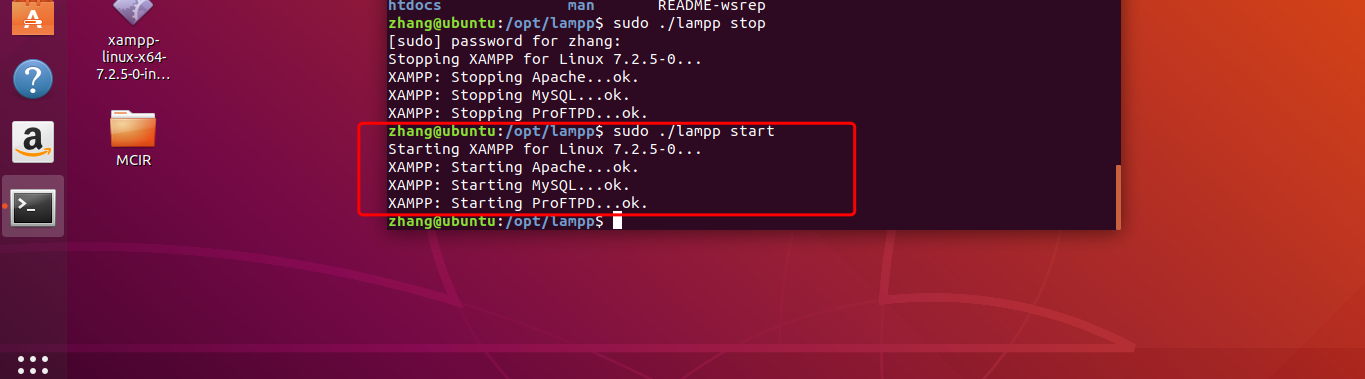 htdocs man README-wsrep
zhang@ubuntu:/opt/lampp$ sudo ./lampp stop
[sudo] password for zhang:
Stopping XAMPP for Linux 7.2.5-0...
XAMPP: Stopping Apache...ok.
XAMPP: Stopping MySQL...ok.
XAMPP: Stopping ProFTPD...ok.
zhang@ubuntu:/opt/lampp$ sudo ./lampp start
Starting XAMPP for Linux 7.2.5-0...
XAMPP: Starting Apache...ok.
XAMPP: Starting MySQL...ok.
XAMPP: Starting ProFTPD...ok.
zhang@ubuntu:/opt/lampp$
xampp-
linux-x64-
7.2.5-0-in...
MCIR
A
?
a
>_